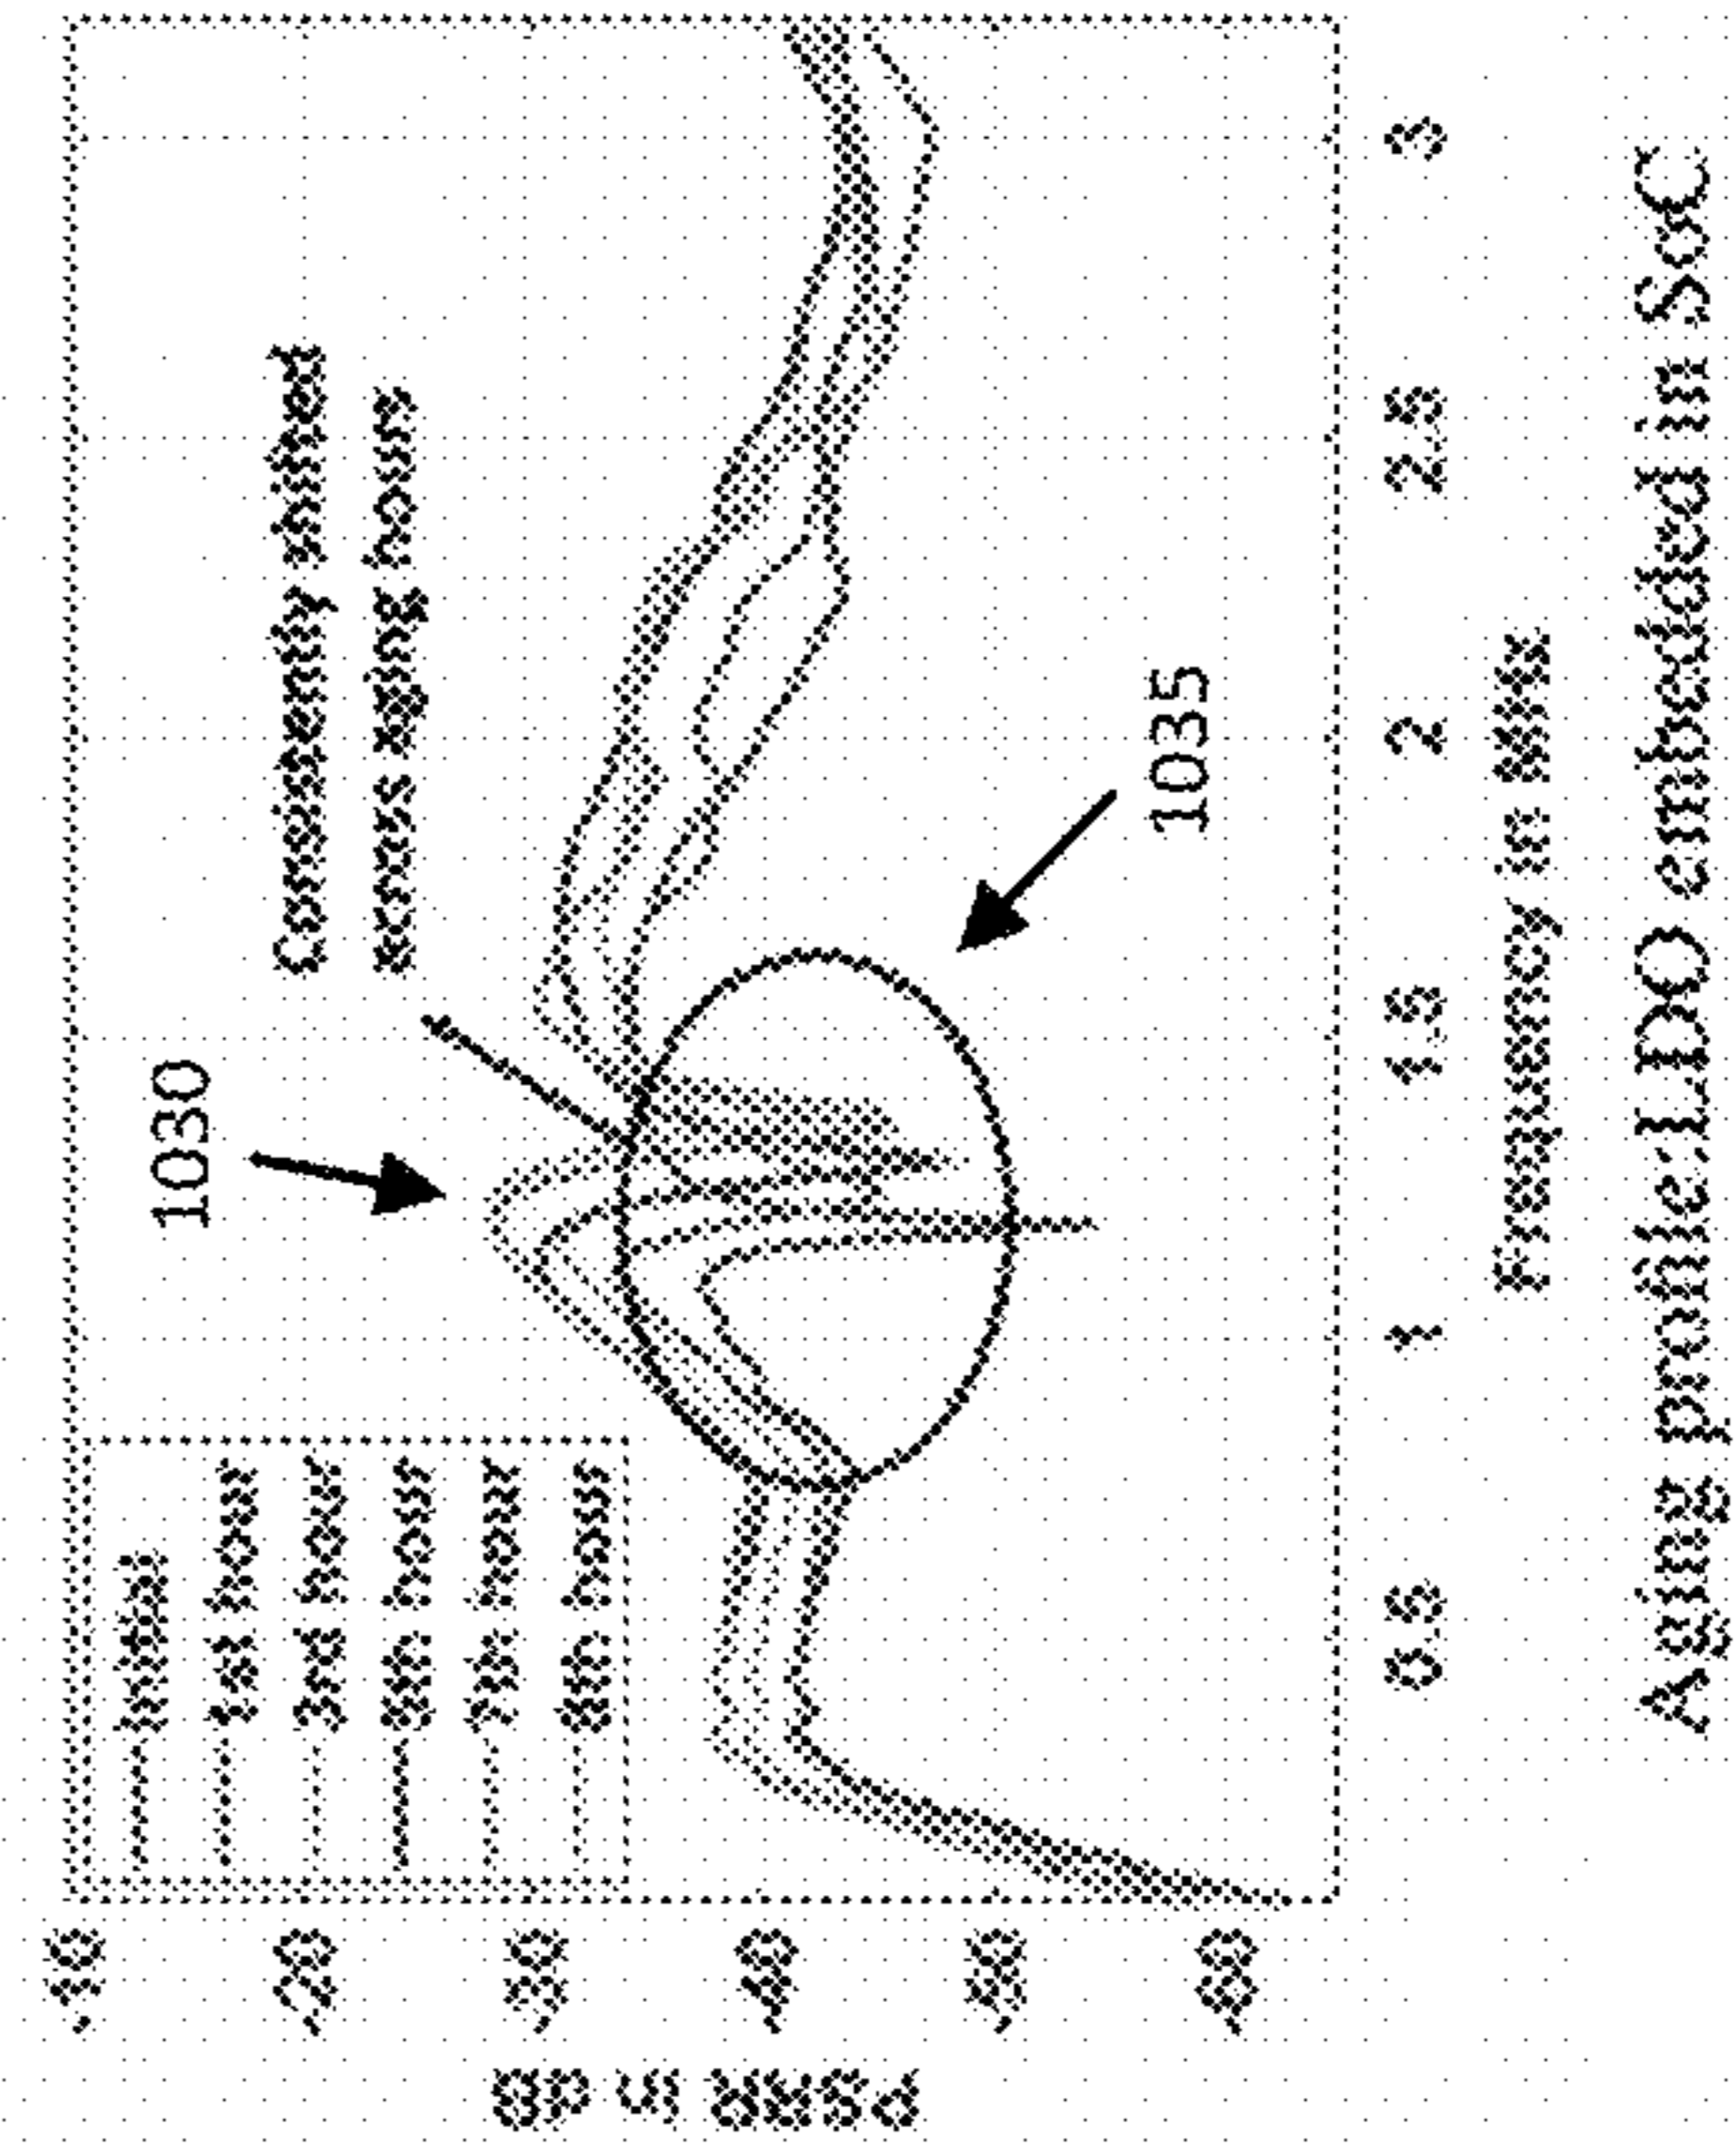 1030
Consistently shifted
across aging hours
1035
Initial
1st hour
3rd hour
5th hour
7th hour
8th hour
PSRR in dB
-10
-20
-30
-40
-50
-60
0.5
1
1.5
2
2.5
3
Frequency in MHz
Aging profile:LDO embedded in SoC